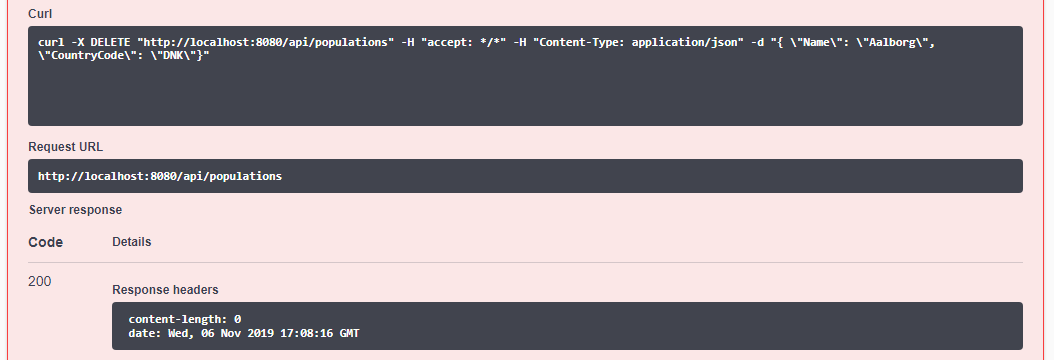 Curl
curl -X DELETE "http://localhost:8080/api/populations" -H "accept: */*" -H "Content-Type: application/json" -d "{ \"Name\": \"Aalborg\",
\"CountryCode\": \"DNK\"}"
Request URL
http://localhost:8080/api/populations
Server response
Code Details
200
Response headers
content-length: 0
date: Wed, 06 Nov 2019 17:08:16 GMT